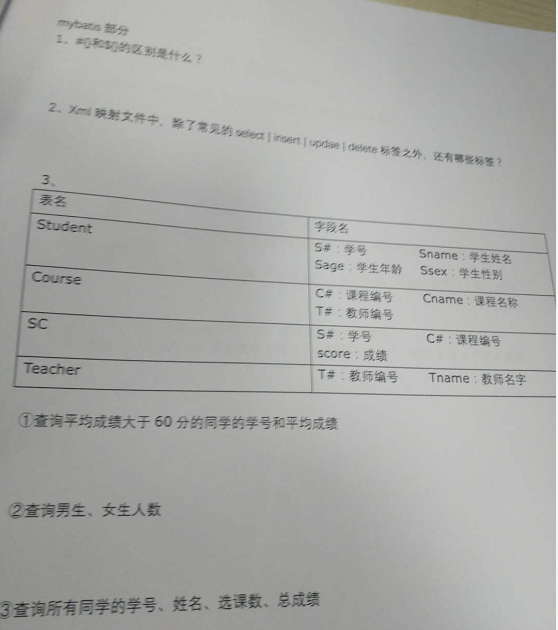 mybatis 部分
1、#{}和${}的区别是什么？
2、Xml 映射文件中，除了常见的 select | insert | updae | delete 标签之外，还有哪些标签？
3、
表名 字段名
Student S#：学号 Sname：学生姓名
Sage：学生年龄 Ssex：学生性别
Course C#：课程编号 Cname：课程名称
T#：教师编号
SC S#：学号 C#：课程编号
score：成绩
Teacher T#：教师编号 Tname：教师名字
①查询平均成绩大于 60 分的同学的学号和平均成绩
②查询男生、女生人数
③查询所有同学的学号、姓名、选课数、总成绩